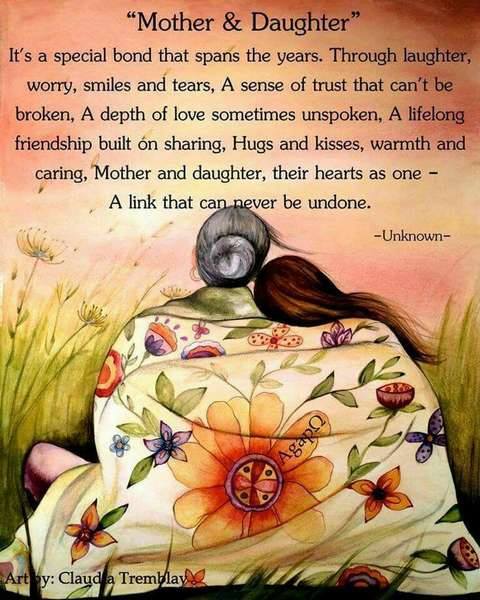 “Mother & Daughter”
It’s a special bond that spans the years. Through laughter,
worry, smiles and tears, A sense of trust that can’t be
broken, A depth of love sometimes unspoken, A lifelong
friendship built ón sharing, Hugs and kisses, warmth and
caring, Mother and daughter, their hearts as one –
A link that can never be undone.
-Unknown-
AgapΩ
Art by: Claudia Tremblay